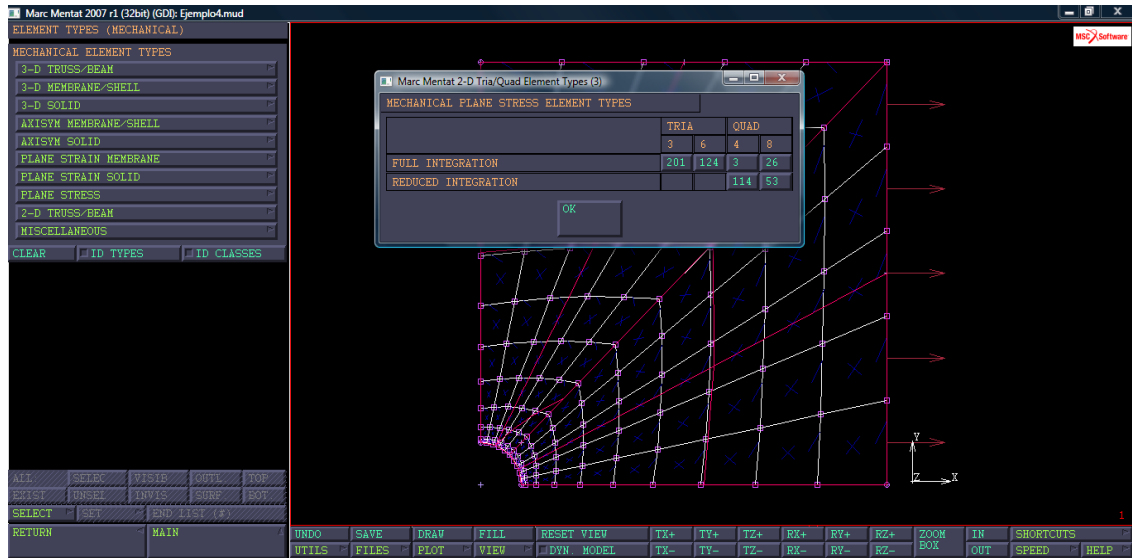 Marc Mentat 2007 r1 (32bit) (GDI): Ejemplo4.mud
ELEMENT TYPES (MECHANICAL)
MECHANICAL ELEMENT TYPES
3-D TRUSS/BEAM
3-D MEMBRANE/SHELL
3-D SOLID
AXISYM MEMBRANE/SHELL
AXISYM SOLID
PLANE STRAIN MEMBRANE
PLANE STRAIN SOLID
PLANE STRESS
2-D TRUSS/BEAM
MISCELLANEOUS
CLEAR ID TYPES ID CLASSES
MSC Software
Marc Mentat 2-D Tria/Quad Element Types (3)
MECHANICAL PLANE STRESS ELEMENT TYPES
TRIA QUAD
3 6 4 8
FULL INTEGRATION 201 124 3 26
REDUCED INTEGRATION 114 53
OK
Y
Z X
1
ALL SELEC VISIB OUTL TOP
EXIST UNSEL INVIS SURF BOT
SELECT SET END LIST (#)
RETURN MAIN
UNDO SAVE DRAW FILL RESET VIEW TX+ TY+ TZ+ RX+ RY+ RZ+ ZOOM BOX IN SHORTCUTS
UTILS FILES PLOT VIEW DYN. MODEL TX- TY- TZ- RX- RY- RZ- OUT SPEED HELP